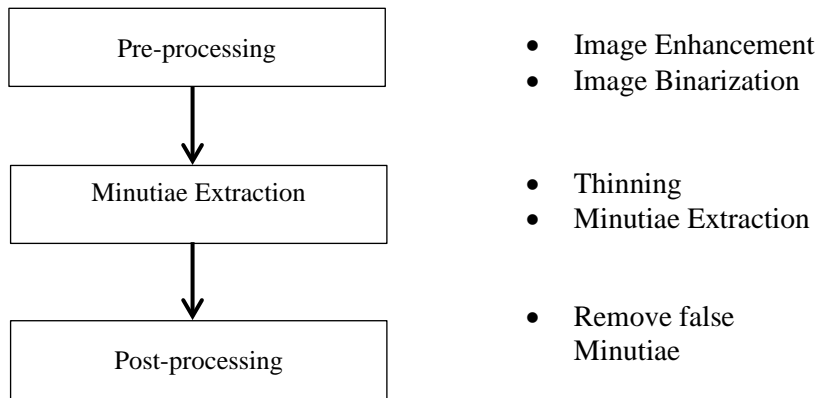 Pre-processing
• Image Enhancement
• Image Binarization
Minutiae Extraction
• Thinning
• Minutiae Extraction
Post-processing
• Remove false
Minutiae